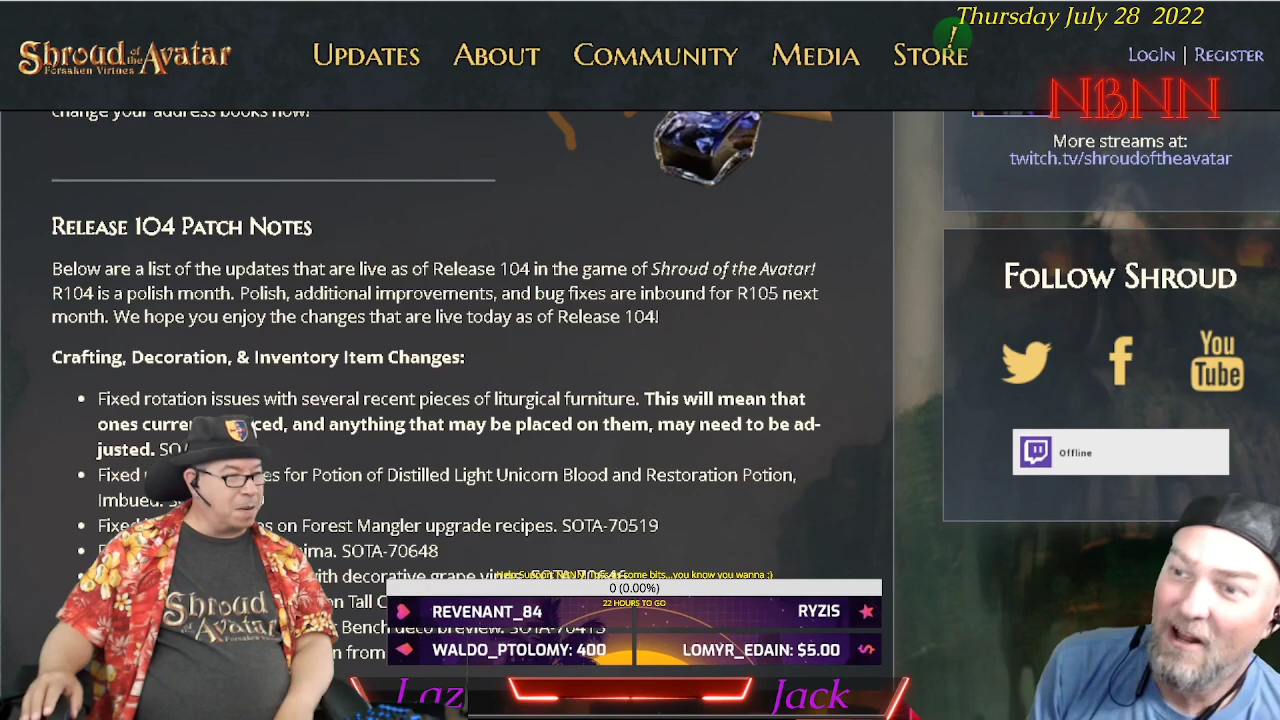 Thursday July 28 2022
Shroud of the Avatar
Forsaken Virtues
Updates About Community Media Store
LogIn | Register
NBNN
change your address books now!
More streams at:
twitch.tv/shroudoftheavatar
Release 104 Patch Notes
Below are a list of the updates that are live as of Release 104 in the game of Shroud of the Avatar!
R104 is a polish month. Polish, additional improvements, and bug fixes are inbound for R105 next
month. We hope you enjoy the changes that are live today as of Release 104!
Crafting, Decoration, & Inventory Item Changes:
Fixed rotation issues with several recent pieces of liturgical furniture. This will mean that
ones and anything that may be placed on them, may need to be ad-
justed.
Fixed for Potion of Distilled Light Unicorn Blood and Restoration Potion,
Imbued.
on Forest Mangler upgrade recipes. SOTA-70519
SOTA-70648
with decorative grape
on Tall
Bench deco preview. SOTA-70415
from
Follow Shroud
You
Tube
Offline
Shroud
of the Avatar
0 (0.00%)
22 HOURS TO GO
REVENANT_84
RYZIS
WALDO_PTOLOMY: 400
LOMYR_EDAIN: $5.00
Laz
Jack